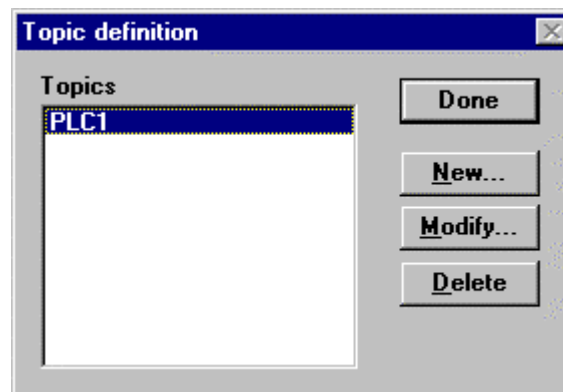 Topic definition
Topics
PLC1
Done
New...
Modify...
Delete